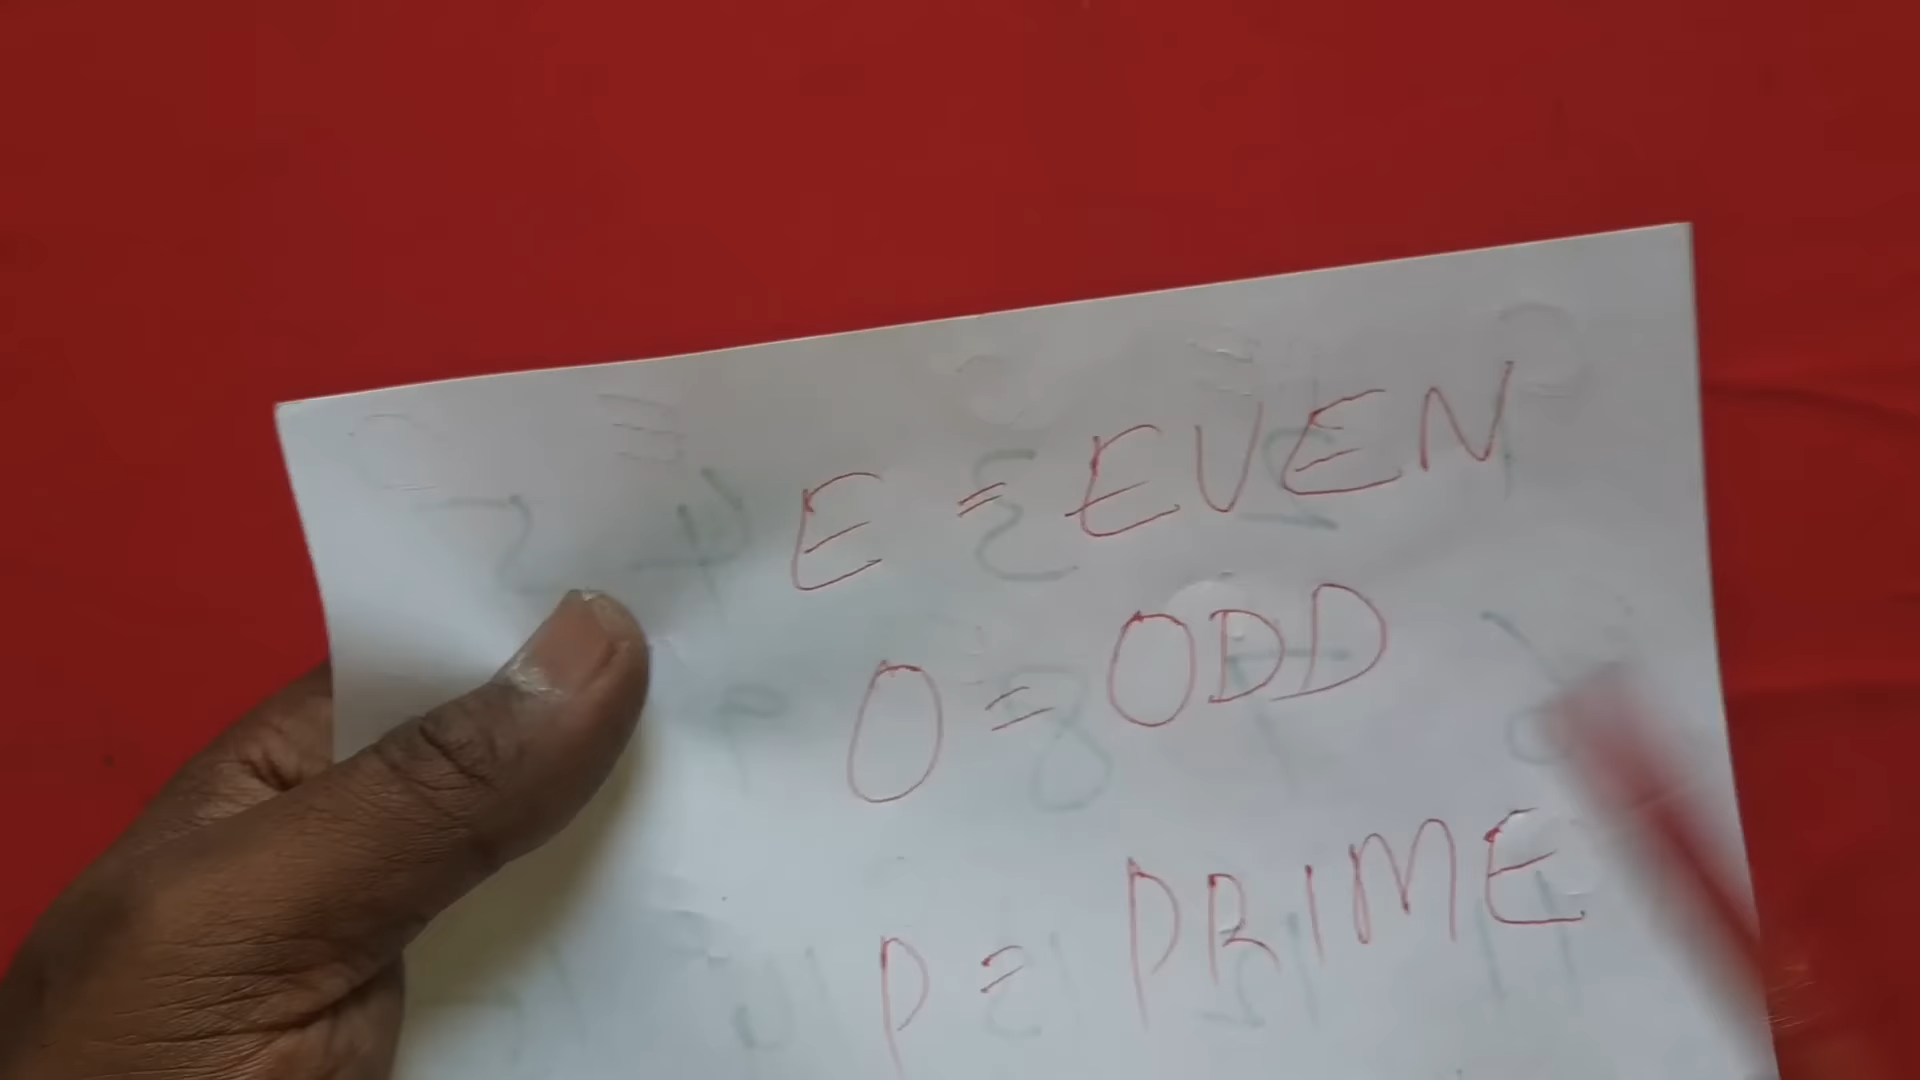 E = EVEN
O = ODD
P = PRIME